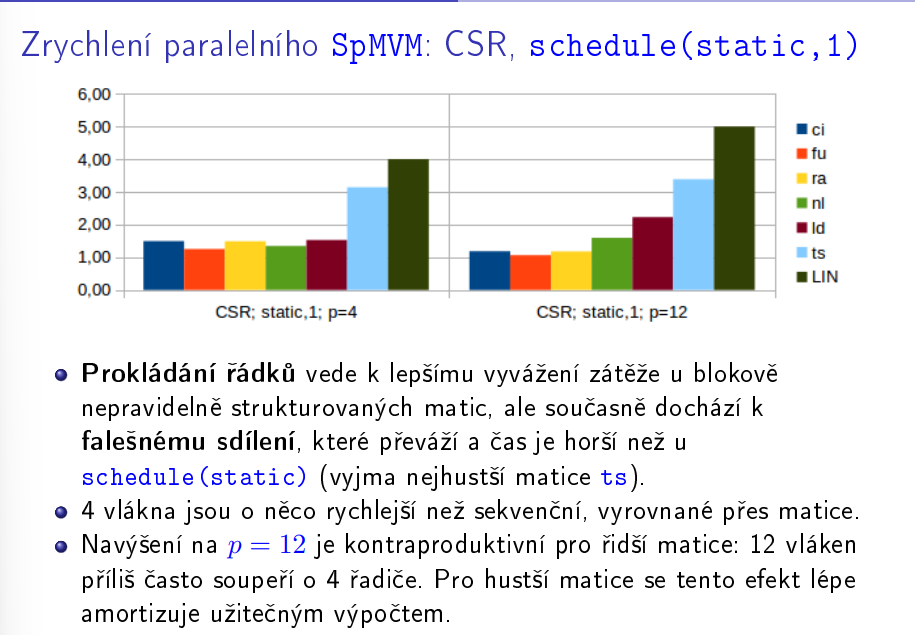 Zrychlení paralelního SpMVM: CSR, schedule(static,1)
6,00
5,00
4,00
3,00
2,00
1,00
0,00
CSR; static,1; p=4
CSR; static,1; p=12
ci
fu
ra
nl
ld
ts
LIN
Prokládání řádků vede k lepšímu vyvážení zátěže u blokově
nepravidelně strukturovaných matic, ale současně dochází k
falešnému sdílení, které převáží a čas je horší než u
schedule(static) (vyjma nejhustší matice ts).
4 vlákna jsou o něco rychlejší než sekvenční, vyrovnané přes matice.
Navýšení na p = 12 je kontraproduktivní pro řidší matice: 12 vláken
příliš často soupeří o 4 řadiče. Pro hustší matice se tento efekt lépe
amortizuje užitečným výpočtem.